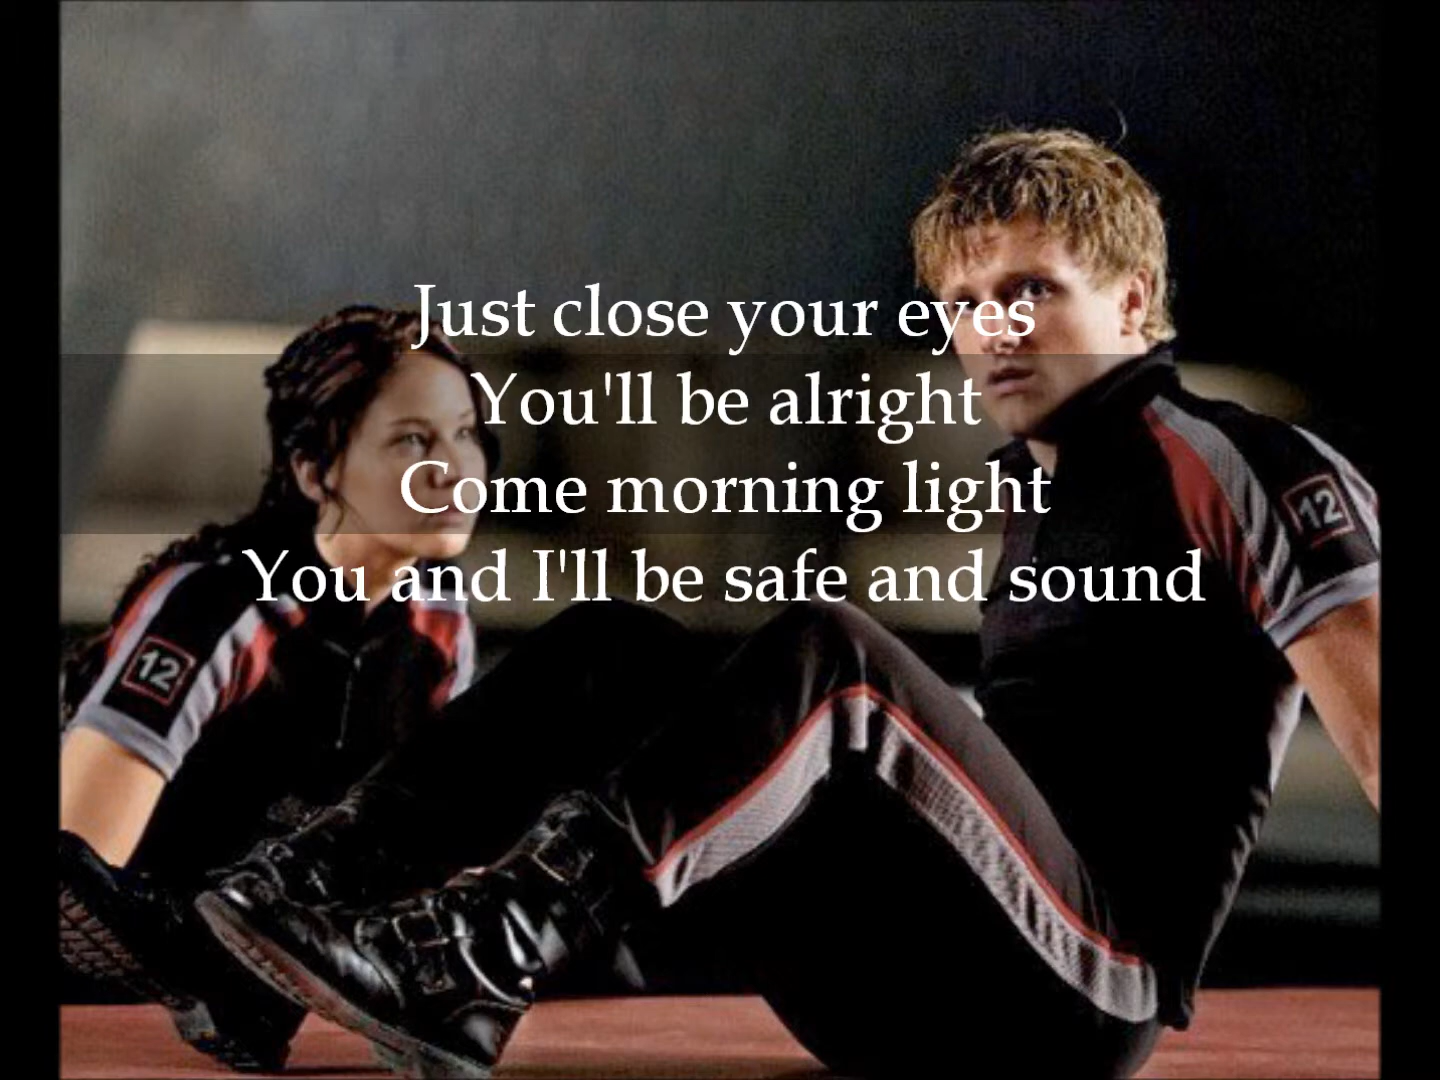 Just close your eyes
You'll be alright
Come morning light
You and I'll be safe and sound
12
12